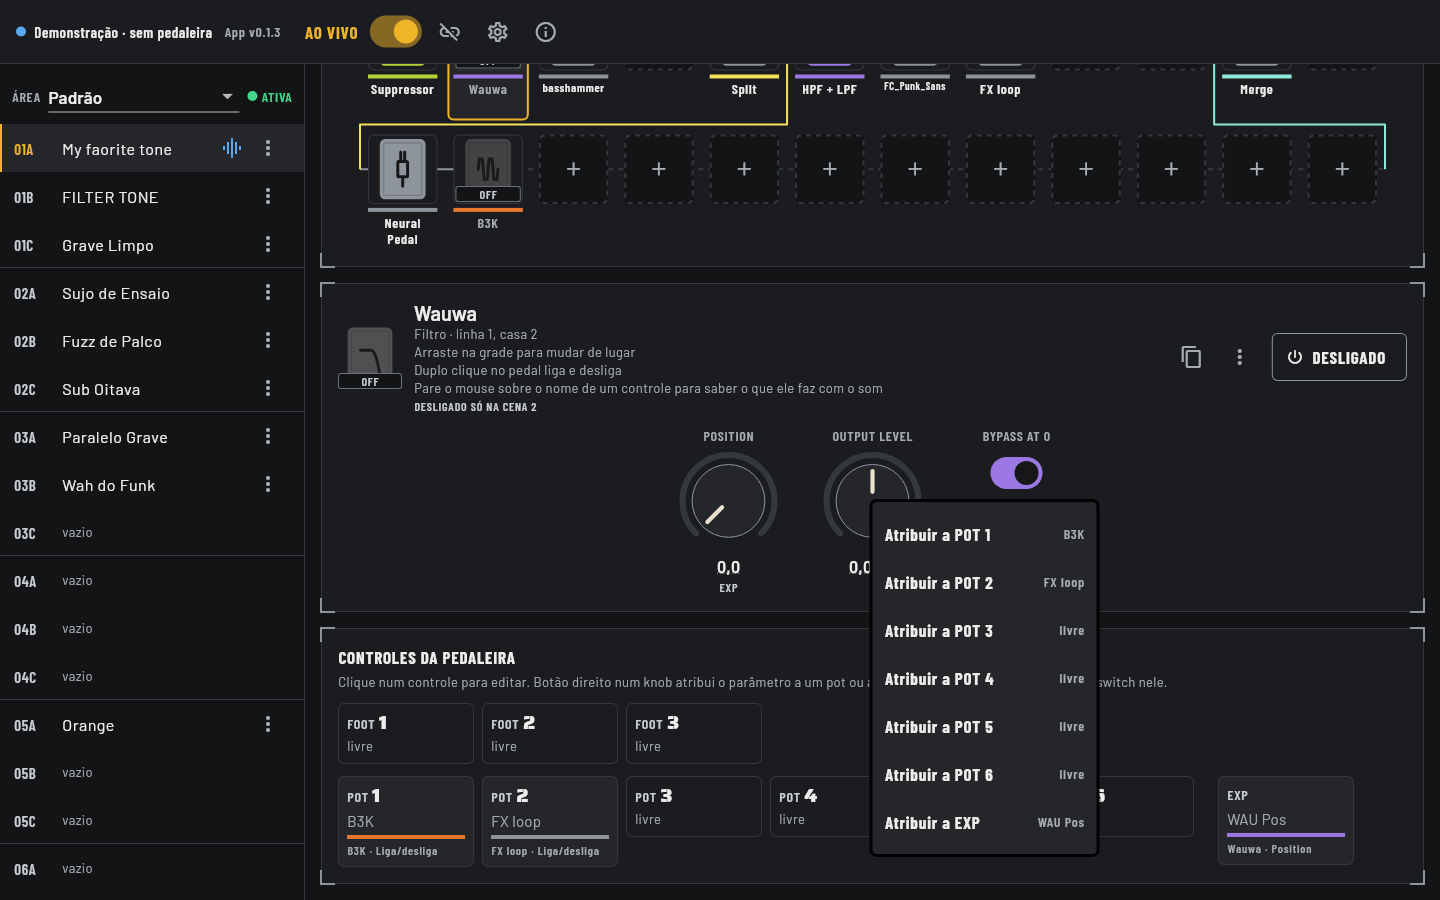 Demonstração · sem pedaleira
App v0.1.3
AO VIVO
ÁREA
Padrão
ATIVA
01A My faorite tone
01B FILTER TONE
01C Grave Limpo
02A Sujo de Ensaio
02B Fuzz de Palco
02C Sub Oitava
03A Paralelo Grave
03B Wah do Funk
03C vazio
04A vazio
04B vazio
04C vazio
05A Orange
05B vazio
05C vazio
06A vazio
Suppressor
Wauwa
basshammer
Split
HPF + LPF
FC_Punk_Sans
FX loop
Merge
OFF
Neural
Pedal
B3K
Wauwa
Filtro · linha 1, casa 2
Arraste na grade para mudar de lugar
Duplo clique no pedal liga e desliga
Pare o mouse sobre o nome de um controle para saber o que ele faz com o som
DESLIGADO SÓ NA CENA 2
OFF
DESLIGADO
POSITION
OUTPUT LEVEL
BYPASS AT 0
0,0
EXP
0,0
Atribuir a POT 1 B3K
Atribuir a POT 2 FX loop
Atribuir a POT 3 livre
Atribuir a POT 4 livre
Atribuir a POT 5 livre
Atribuir a POT 6 livre
Atribuir a EXP WAU Pos
CONTROLES DA PEDALEIRA
Clique num controle para editar. Botão direito num knob atribui o parâmetro a um pot ou switch nele.
FOOT 1
livre
FOOT 2
livre
FOOT 3
livre
POT 1
B3K
B3K · Liga/desliga
POT 2
FX loop
FX loop · Liga/desliga
POT 3
livre
POT 4
livre
EXP
WAU Pos
Wauwa · Position